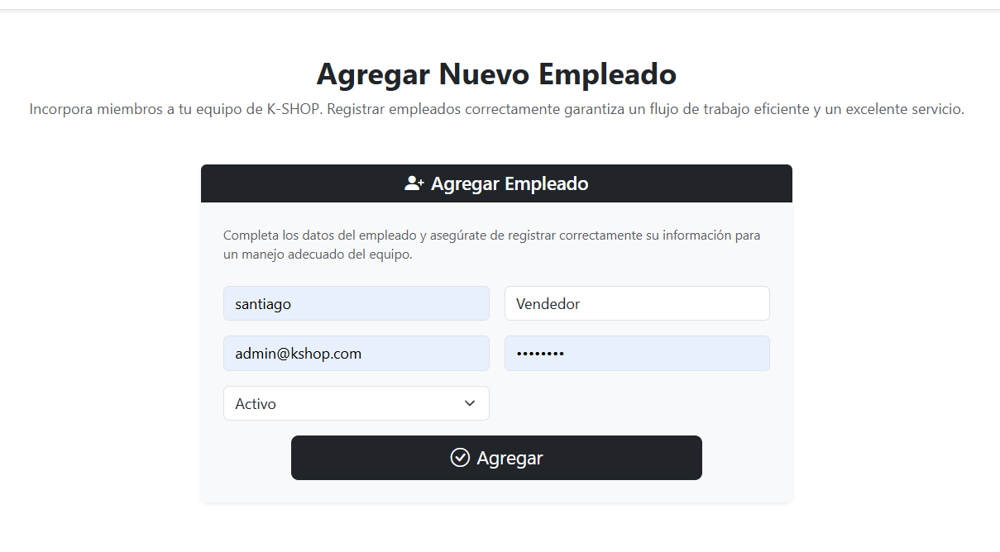 Agregar Nuevo Empleado
Incorpora miembros a tu equipo de K-SHOP. Registrar empleados correctamente garantiza un flujo de trabajo eficiente y un excelente servicio.
Agregar Empleado
Completa los datos del empleado y asegúrate de registrar correctamente su información para
un manejo adecuado del equipo.
santiago
Vendedor
admin@kshop.com
••••••••
Activo
Agregar